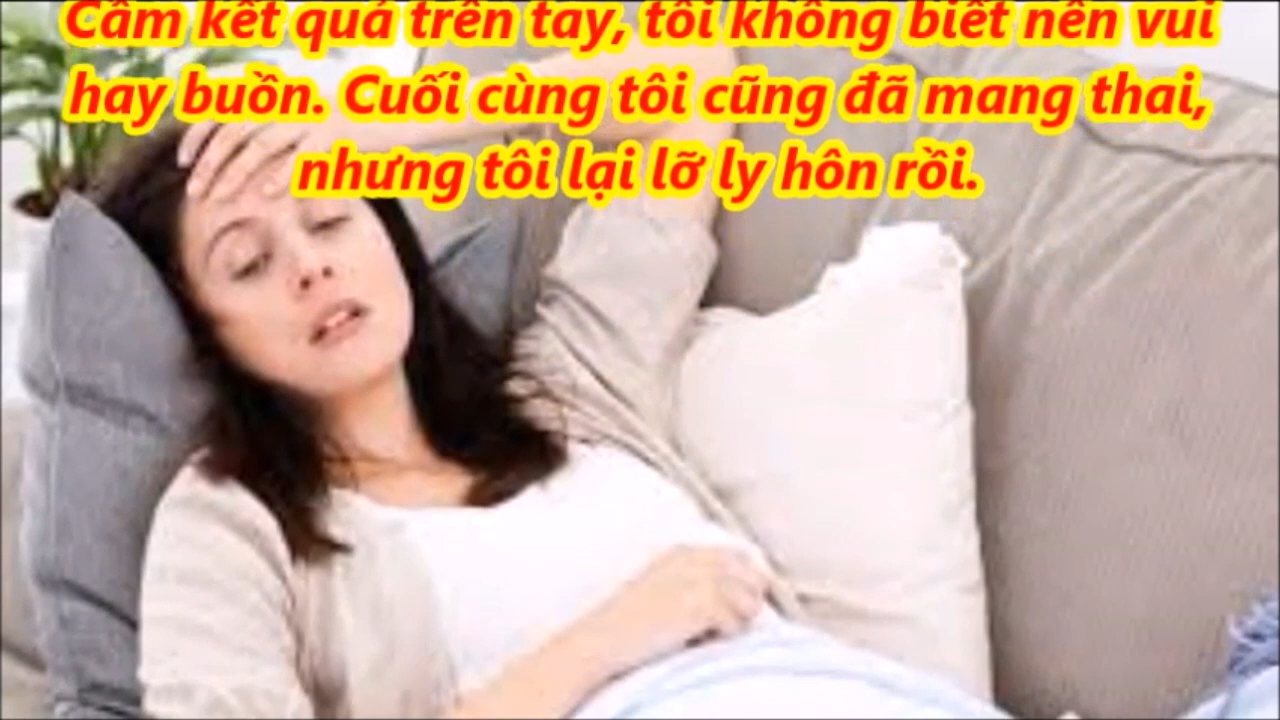 Cầm kết quả trên tay, tôi không biết nên vui
hay buồn. Cuối cùng tôi cũng đã mang thai,
nhưng tôi lại lỡ ly hôn rồi.